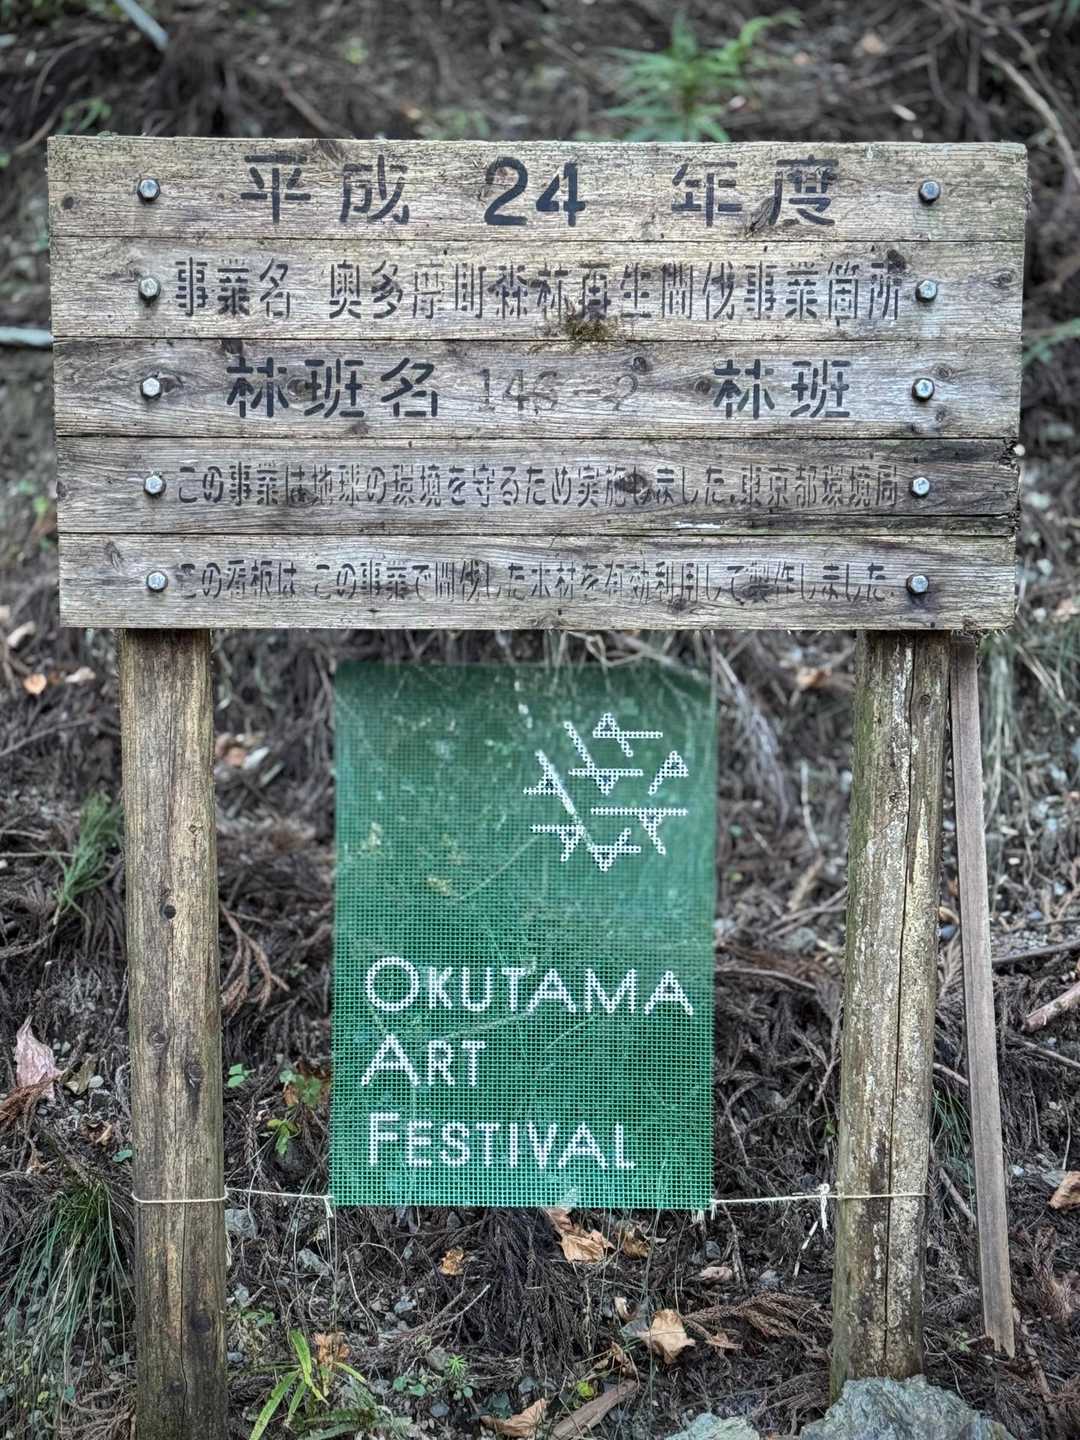 平成 24 年度
事業名 奥多摩町森林再生間伐事業箇所
林班名 146-2 林班
この事業は地球の環境を守るため実施しました。東京都環境局
この看板は この事業で間伐した木材を有効利用して製作しました。
OKUTAMA
ART
FESTIVAL